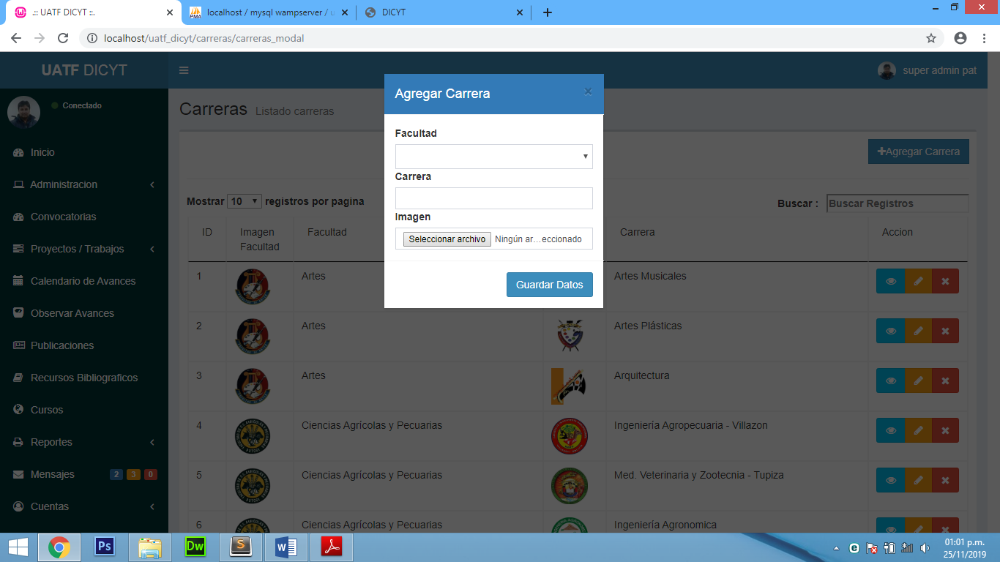 .:: UATF DICYT ::.
localhost / mysql wampserver / u
DICYT
localhost/uatf_dicyt/carreras/carreras_modal
UATF DICYT
super admin pat
Conectado
Inicio
Administracion
Convocatorias
Proyectos / Trabajos
Calendario de Avances
Observar Avances
Publicaciones
Recursos Bibliograficos
Cursos
Reportes
Mensajes 2 3 0
Cuentas
Carreras Listado carreras
Agregar Carrera ×
Facultad
Carrera
Imagen
Seleccionar archivo Ningún ar…eccionado
Guardar Datos
Agregar Carrera
Mostrar 10 registros por pagina
Buscar : Buscar Registros
ID Imagen Facultad Facultad Carrera Accion
1 Artes Artes Musicales
2 Artes Artes Plásticas
3 Artes Arquitectura
4 Ciencias Agrícolas y Pecuarias Ingeniería Agropecuaria - Villazon
5 Ciencias Agrícolas y Pecuarias Med. Veterinaria y Zootecnia - Tupiza
6 Ciencias Agrícolas y Pecuarias Ingeniería Agronomica
Ps
Dw
S
W
01:01 p.m.
25/11/2019